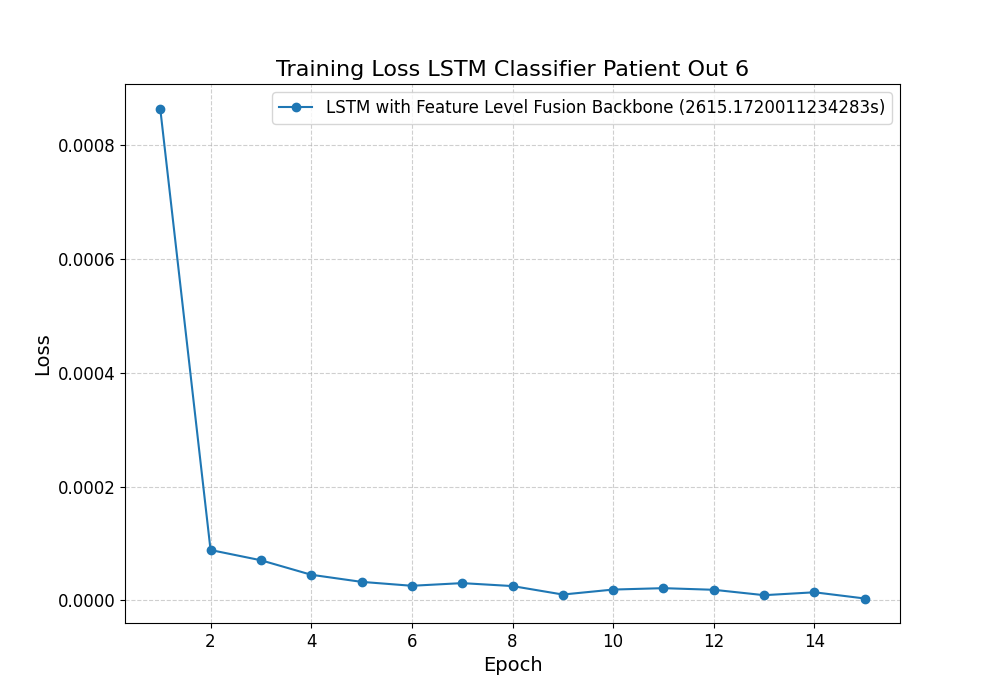 Training Loss LSTM Classifier Patient Out 6
LSTM with Feature Level Fusion Backbone (2615.1720011234283s)
Loss
0.0008
0.0006
0.0004
0.0002
0.0000
2 4 6 8 10 12 14
Epoch